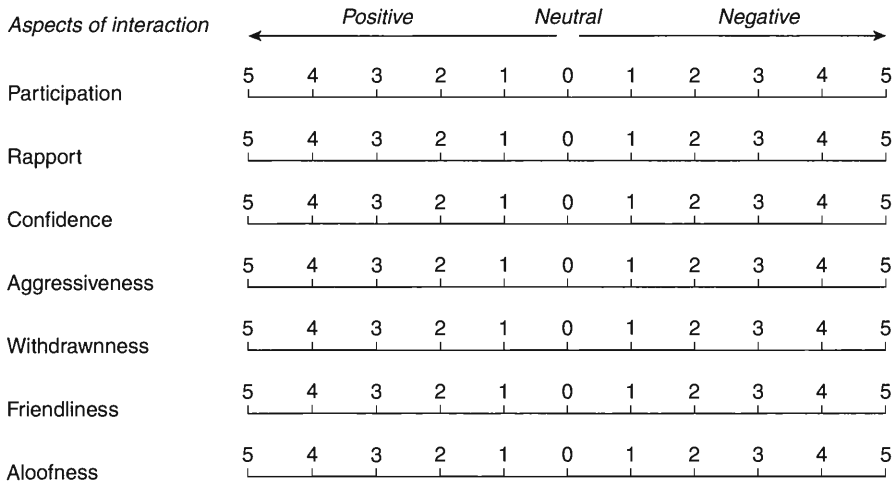 Aspects of interaction Positive Neutral Negative
5 4 3 2 1 0 1 2 3 4 5
Participation
5 4 3 2 1 0 1 2 3 4 5
Rapport
5 4 3 2 1 0 1 2 3 4 5
Confidence
5 4 3 2 1 0 1 2 3 4 5
Aggressiveness
5 4 3 2 1 0 1 2 3 4 5
Withdrawnness
5 4 3 2 1 0 1 2 3 4 5
Friendliness
5 4 3 2 1 0 1 2 3 4 5
Aloofness